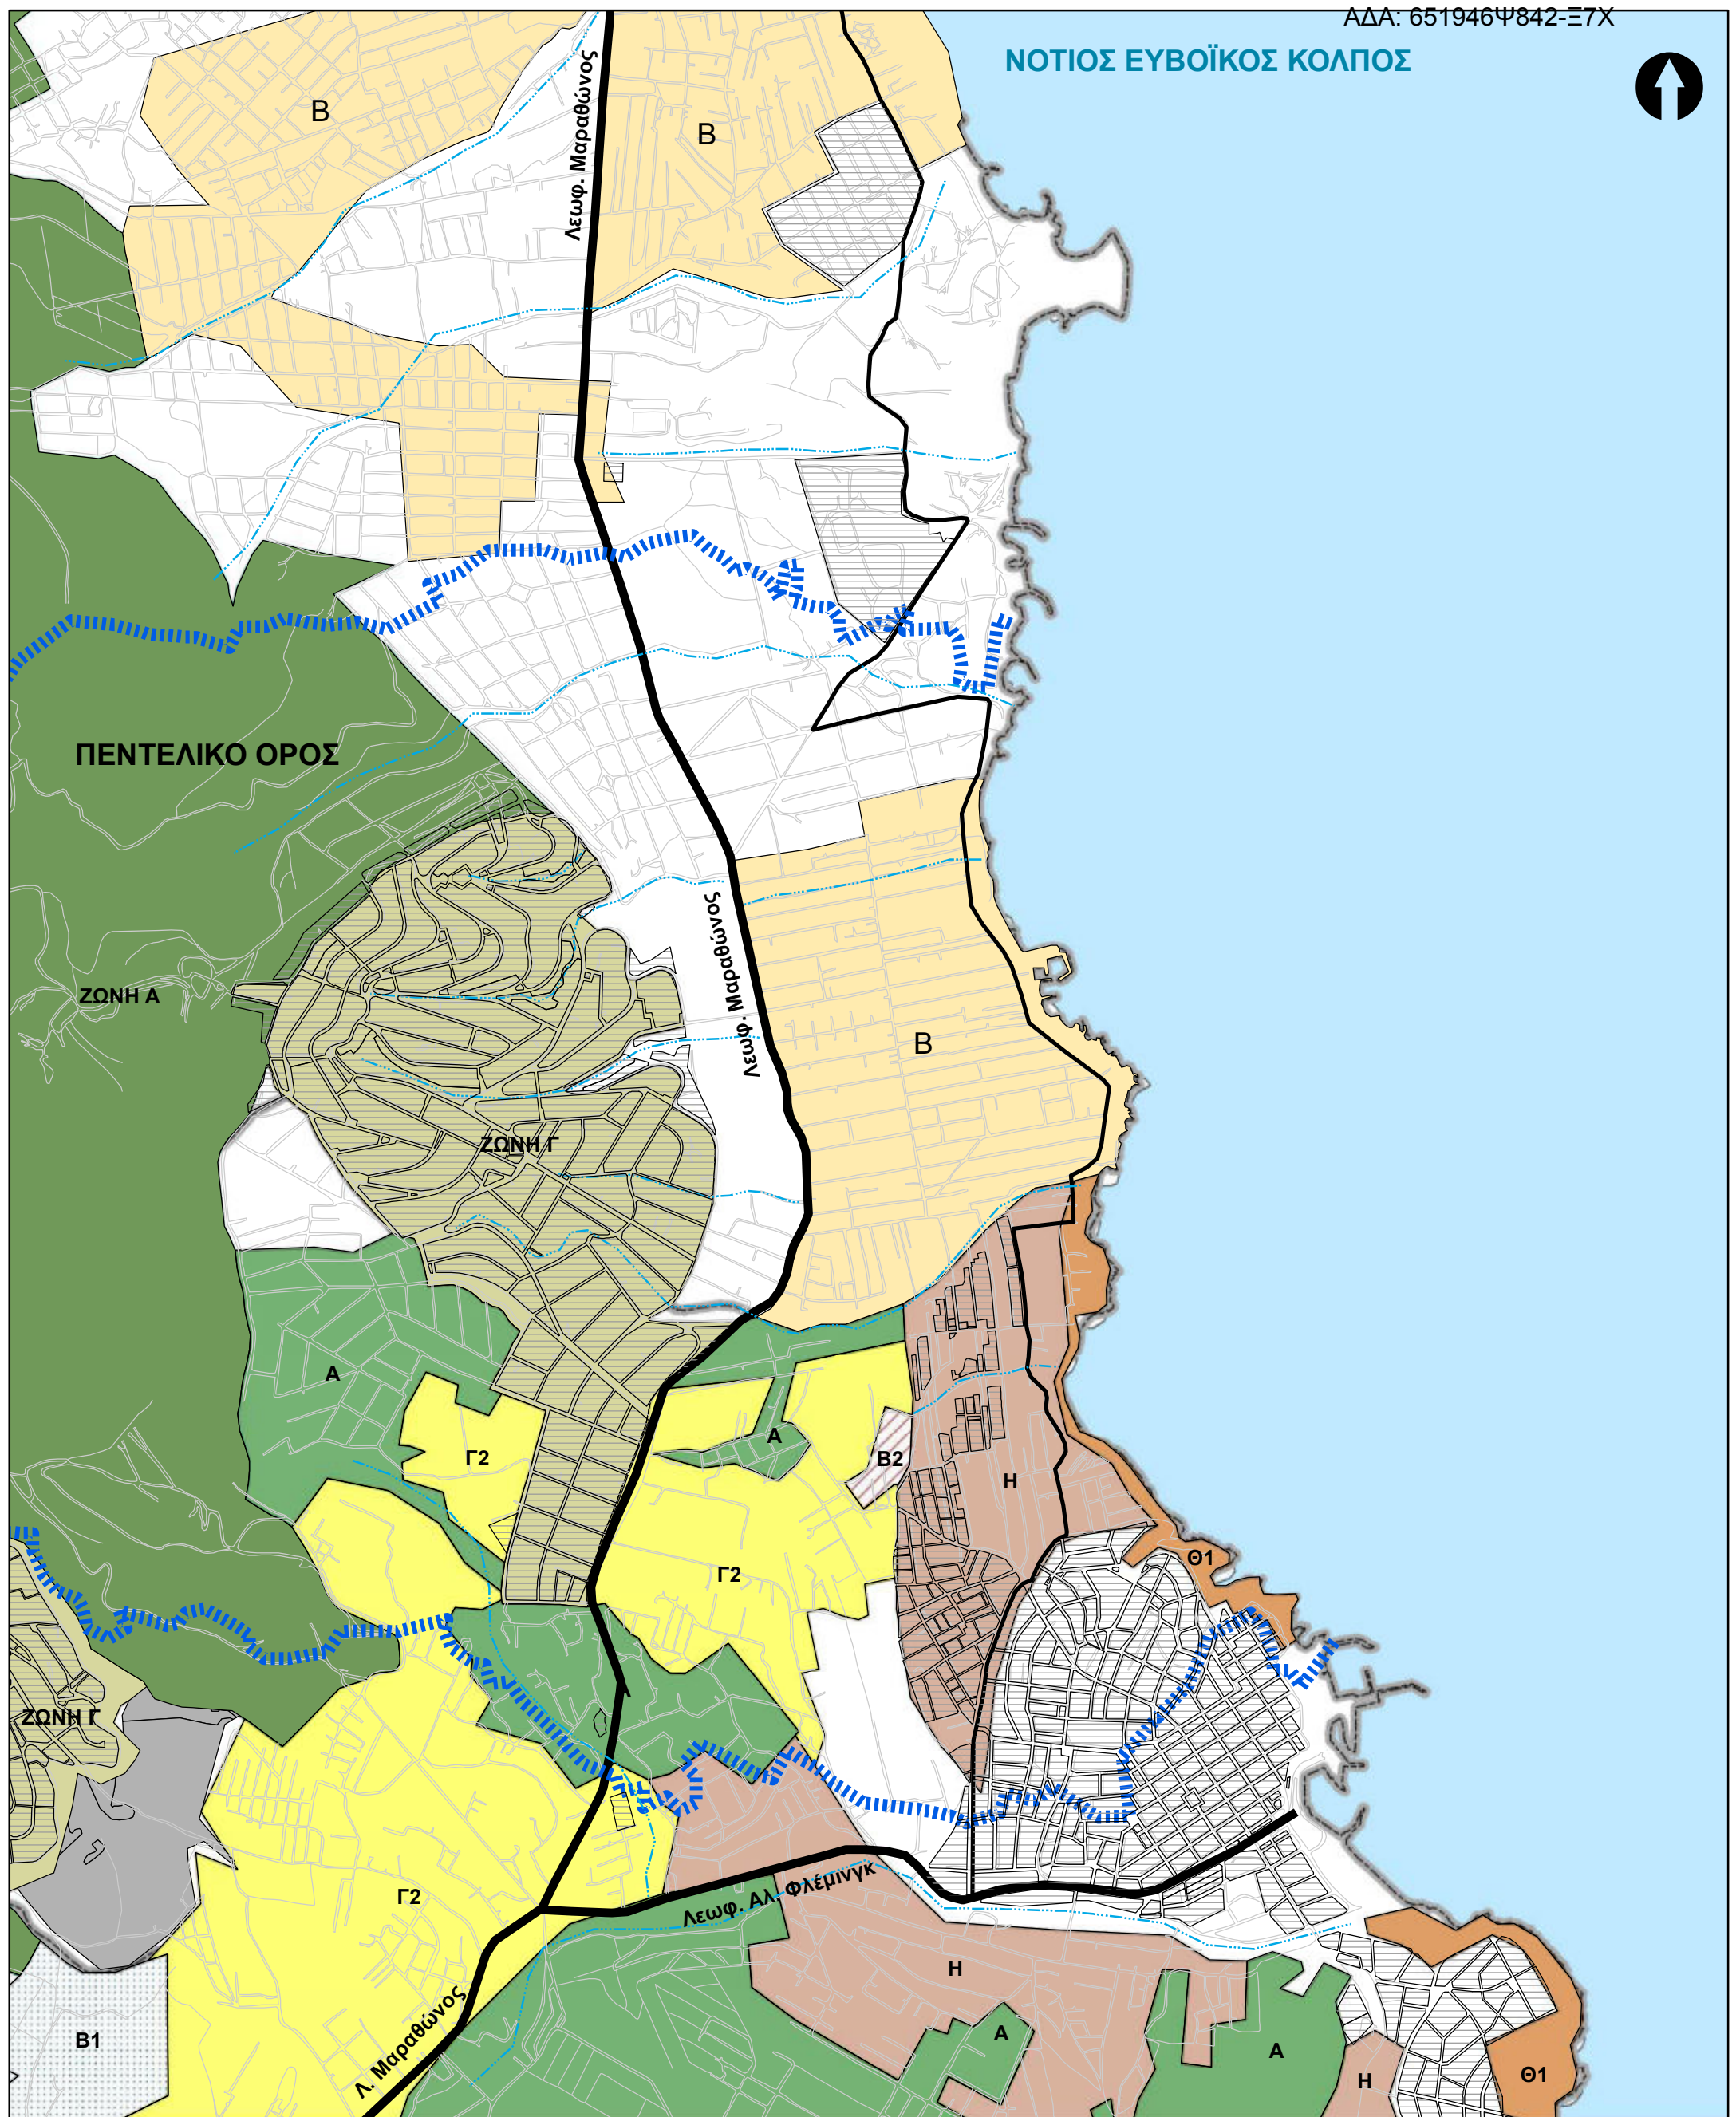 ΑΔΑ: 651946Ψ842-Ξ7Χ
ΝΟΤΙΟΣ ΕΥΒΟΪΚΟΣ ΚΟΛΠΟΣ
Β
Β
Λεωφ. Μαραθώνος
ΠΕΝΤΕΛΙΚΟ ΟΡΟΣ
Λεωφ. Μαραθώνος
ΖΩΝΗ Α
Β
ΖΩΝΗ Γ
Α
Α
Γ2
Β2
Η
Θ1
Γ2
Α
ΖΩΝΗ Γ
Γ2
Λεωφ. Αλ. Φλέμινγκ
Η
Λ. Μαραθώνος
Α
Β1
Α
Η
Θ1